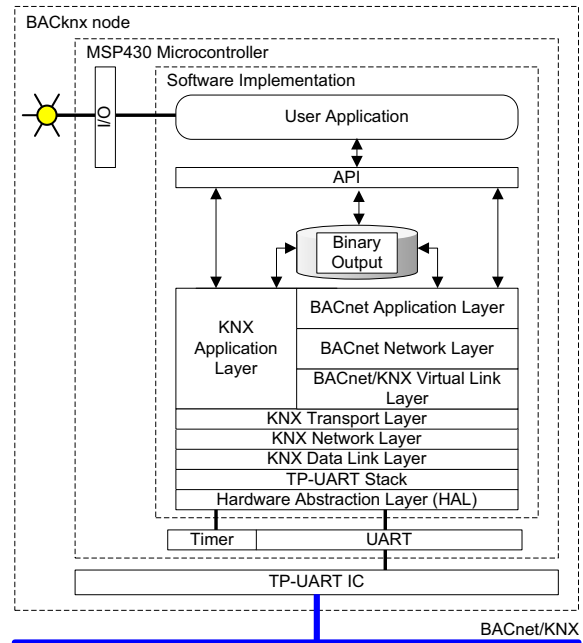 BACknx node
MSP430 Microcontroller
Software Implementation
I/O
User Application
API
Binary
Output
KNX
Application
Layer
BACnet Application Layer
BACnet Network Layer
BACnet/KNX Virtual Link
Layer
KNX Transport Layer
KNX Network Layer
KNX Data Link Layer
TP-UART Stack
Hardware Abstraction Layer (HAL)
Timer
UART
TP-UART IC
BACnet/KNX